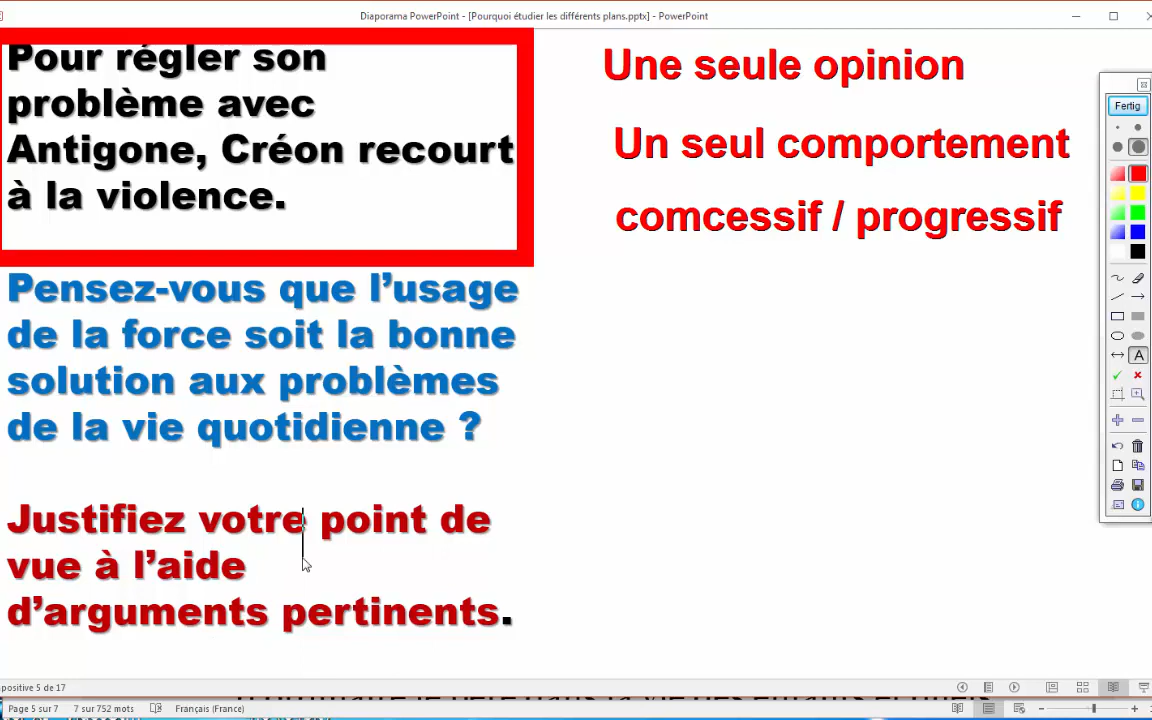 Diaporama PowerPoint - [Pourquoi étudier les différents plans.pptx] - PowerPoint
Pour régler son
problème avec
Antigone, Créon recourt
à la violence.
Pensez-vous que l’usage
de la force soit la bonne
solution aux problèmes
de la vie quotidienne ?
Justifiez votre point de
vue à l’aide
d’arguments pertinents.
Une seule opinion
Un seul comportement
comcessif / progressif
Fertig
A
positive 5 de 17
Page 5 sur 7 7 sur 752 mots Français (France)